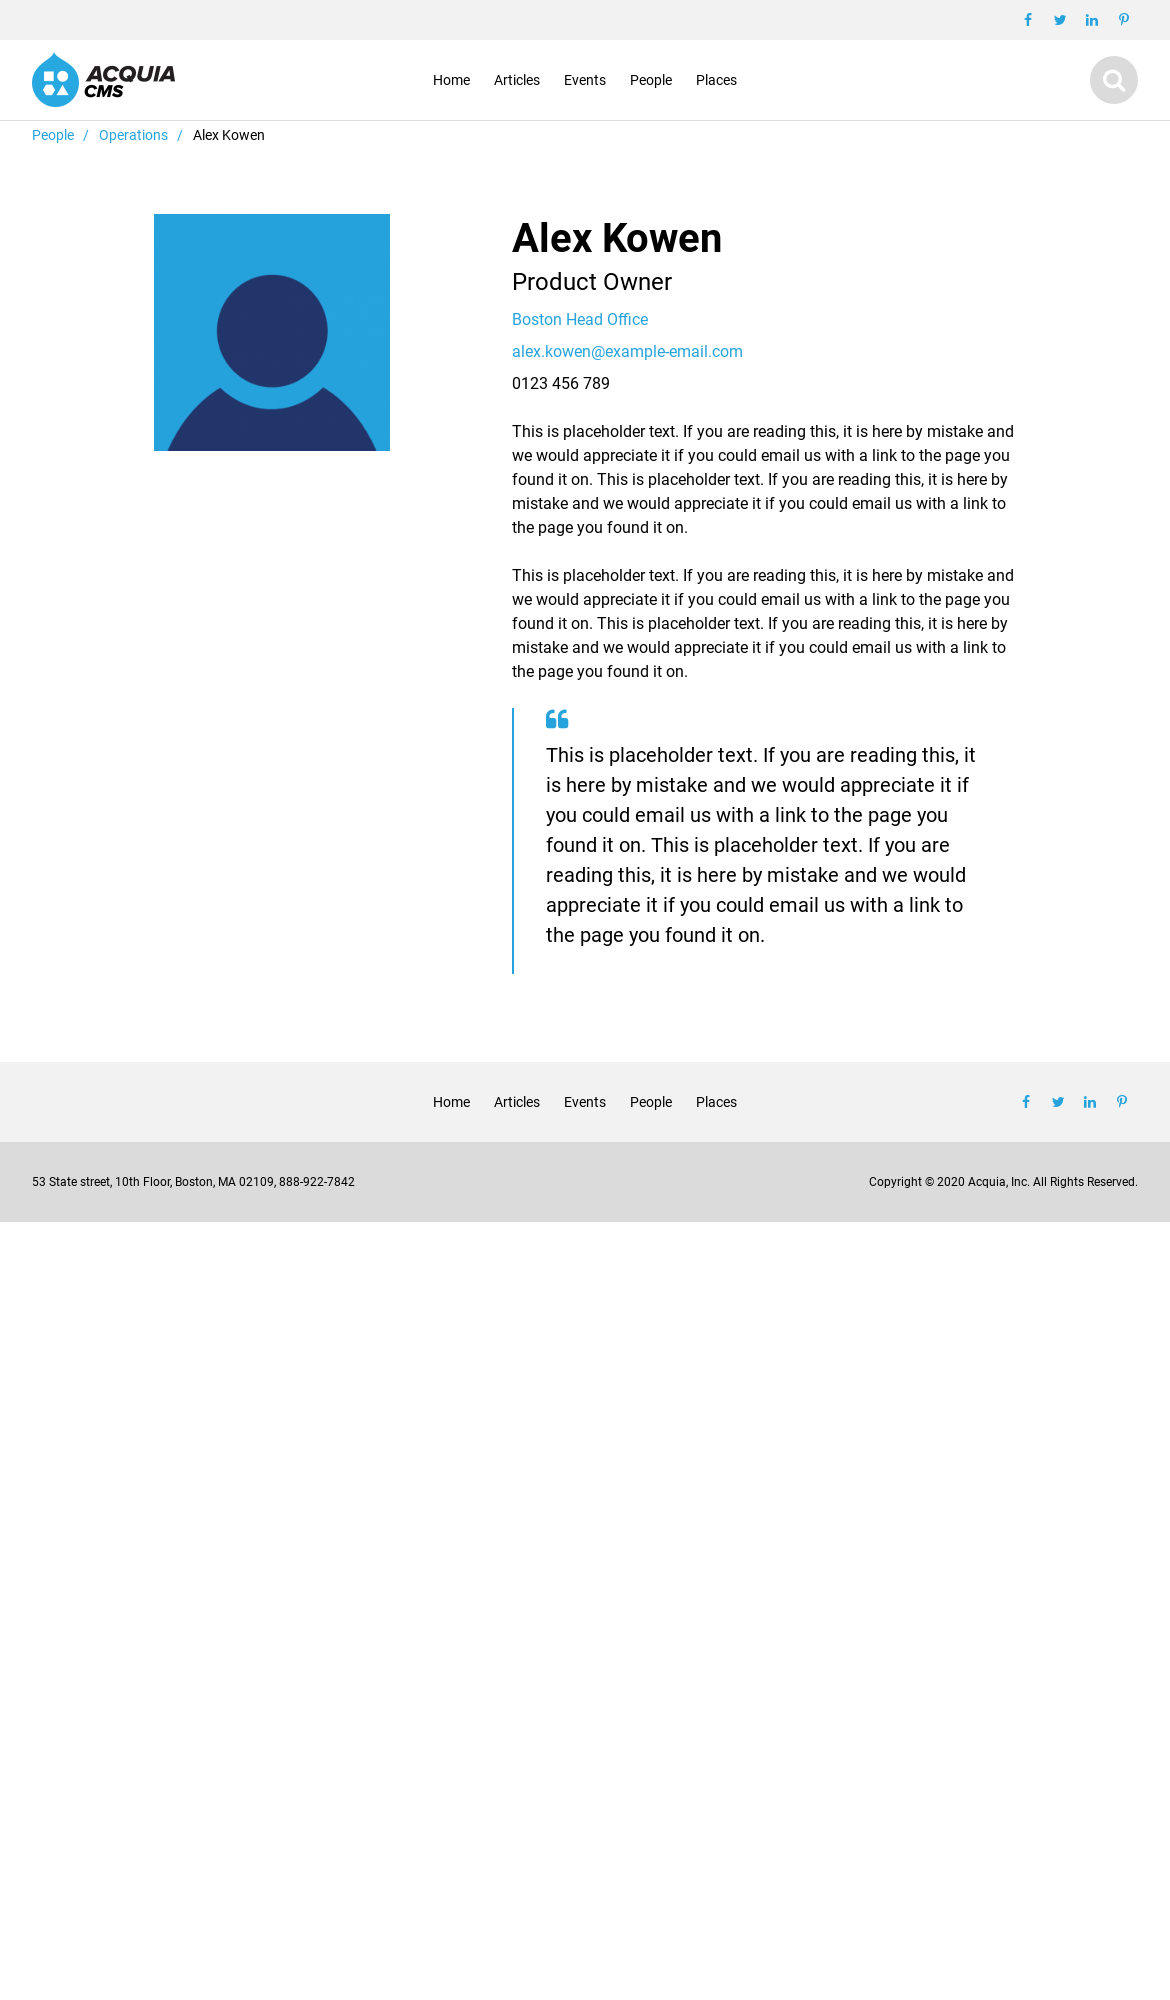 ACQUIA
CMS
Home Articles Events People Places
People / Operations / Alex Kowen
Alex Kowen
Product Owner
Boston Head Office
alex.kowen@example-email.com
0123 456 789
This is placeholder text. If you are reading this, it is here by mistake and
we would appreciate it if you could email us with a link to the page you
found it on. This is placeholder text. If you are reading this, it is here by
mistake and we would appreciate it if you could email us with a link to
the page you found it on.
This is placeholder text. If you are reading this, it is here by mistake and
we would appreciate it if you could email us with a link to the page you
found it on. This is placeholder text. If you are reading this, it is here by
mistake and we would appreciate it if you could email us with a link to
the page you found it on.
This is placeholder text. If you are reading this, it
is here by mistake and we would appreciate it if
you could email us with a link to the page you
found it on. This is placeholder text. If you are
reading this, it is here by mistake and we would
appreciate it if you could email us with a link to
the page you found it on.
Home Articles Events People Places
53 State street, 10th Floor, Boston, MA 02109, 888-922-7842
Copyright © 2020 Acquia, Inc. All Rights Reserved.